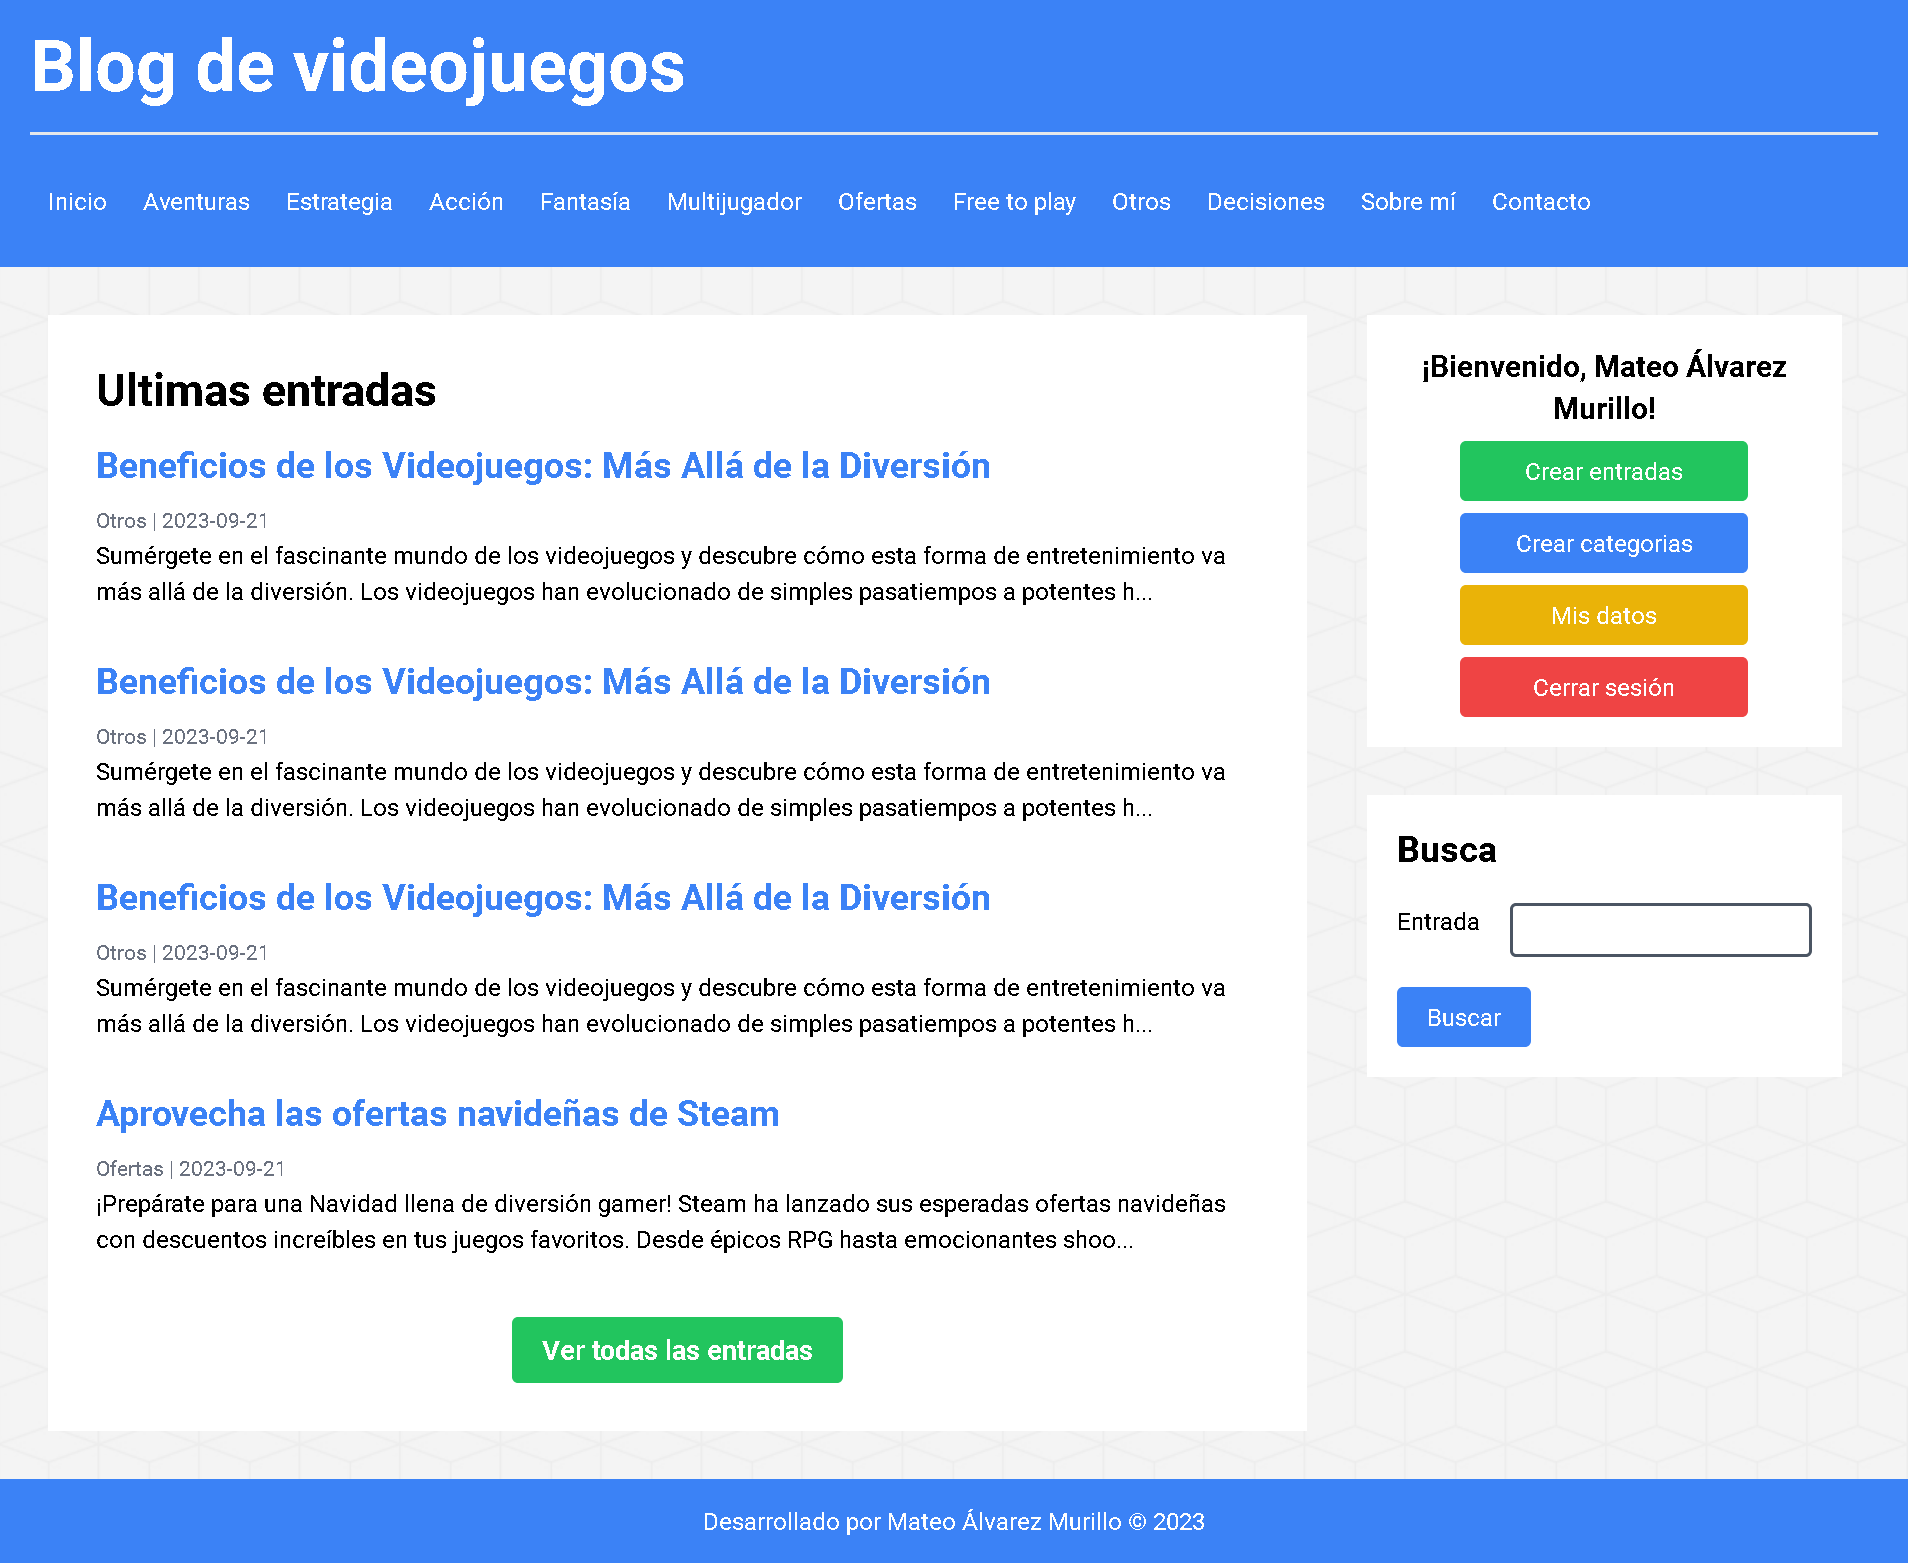 Blog de videojuegos
Inicio Aventuras Estrategia Acción Fantasía Multijugador Ofertas Free to play Otros Decisiones Sobre mí Contacto
Ultimas entradas
Beneficios de los Videojuegos: Más Allá de la Diversión
Otros | 2023-09-21
Sumérgete en el fascinante mundo de los videojuegos y descubre cómo esta forma de entretenimiento va
más allá de la diversión. Los videojuegos han evolucionado de simples pasatiempos a potentes h...
Beneficios de los Videojuegos: Más Allá de la Diversión
Otros | 2023-09-21
Sumérgete en el fascinante mundo de los videojuegos y descubre cómo esta forma de entretenimiento va
más allá de la diversión. Los videojuegos han evolucionado de simples pasatiempos a potentes h...
Beneficios de los Videojuegos: Más Allá de la Diversión
Otros | 2023-09-21
Sumérgete en el fascinante mundo de los videojuegos y descubre cómo esta forma de entretenimiento va
más allá de la diversión. Los videojuegos han evolucionado de simples pasatiempos a potentes h...
Aprovecha las ofertas navideñas de Steam
Ofertas | 2023-09-21
¡Prepárate para una Navidad llena de diversión gamer! Steam ha lanzado sus esperadas ofertas navideñas
con descuentos increíbles en tus juegos favoritos. Desde épicos RPG hasta emocionantes shoo...
Ver todas las entradas
¡Bienvenido, Mateo Álvarez
Murillo!
Crear entradas
Crear categorias
Mis datos
Cerrar sesión
Busca
Entrada
Buscar
Desarrollado por Mateo Álvarez Murillo © 2023